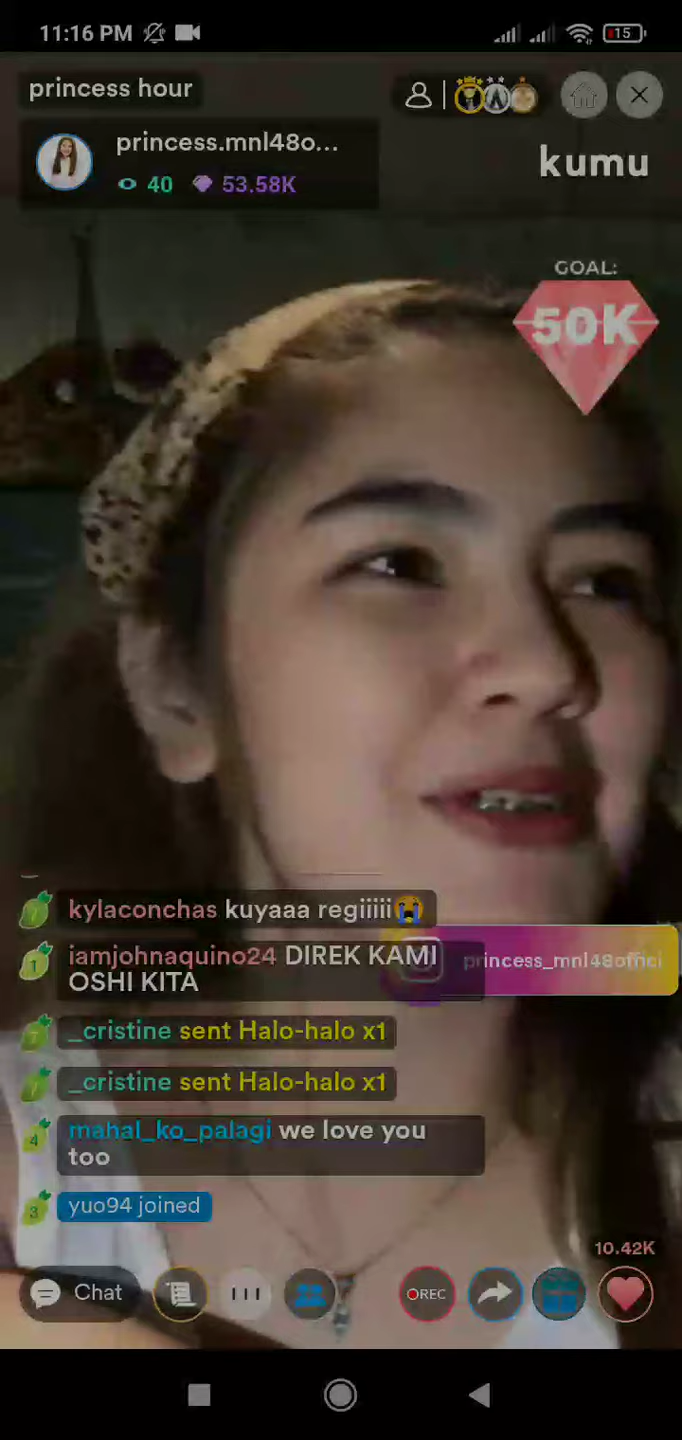 11:16 PM
15
princess hour
princess.mnl48o...
40 53.58K
kumu
GOAL:
50K
kylaconchas kuyaaa regiiiii😭
iamjohnaquino24 DIREK KAMI
OSHI KITA
princess_mnl48offici
_cristine sent Halo-halo x1
_cristine sent Halo-halo x1
mahal_ko_palagi we love you
too
yuo94 joined
10.42K
Chat
REC